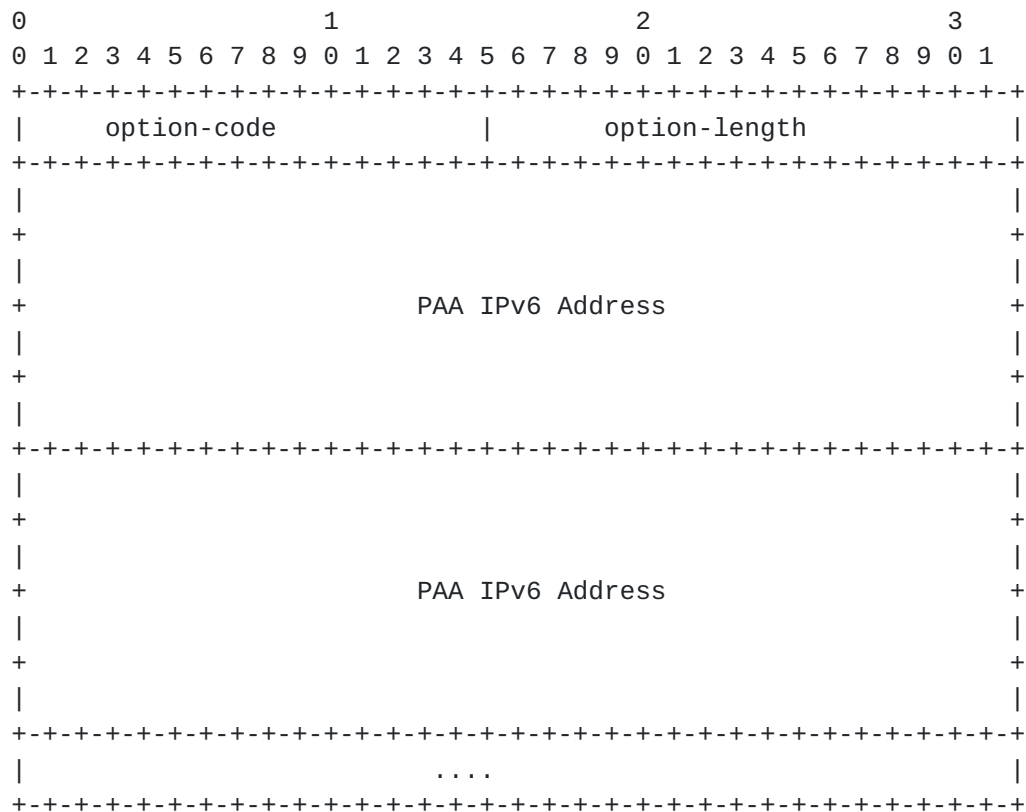 0                   1                   2                   3
0 1 2 3 4 5 6 7 8 9 0 1 2 3 4 5 6 7 8 9 0 1 2 3 4 5 6 7 8 9 0 1
+-+-+-+-+-+-+-+-+-+-+-+-+-+-+-+-+-+-+-+-+-+-+-+-+-+-+-+-+-+-+-+-+
|     option-code             |       option-length             |
+-+-+-+-+-+-+-+-+-+-+-+-+-+-+-+-+-+-+-+-+-+-+-+-+-+-+-+-+-+-+-+-+
|                                                               |
+                                                               +
|                                                               |
+                         PAA IPv6 Address                      +
|                                                               |
+                                                               +
|                                                               |
+-+-+-+-+-+-+-+-+-+-+-+-+-+-+-+-+-+-+-+-+-+-+-+-+-+-+-+-+-+-+-+-+
|                                                               |
+                                                               +
|                                                               |
+                         PAA IPv6 Address                      +
|                                                               |
+                                                               +
|                                                               |
+-+-+-+-+-+-+-+-+-+-+-+-+-+-+-+-+-+-+-+-+-+-+-+-+-+-+-+-+-+-+-+-+
|                          ....                                 |
+-+-+-+-+-+-+-+-+-+-+-+-+-+-+-+-+-+-+-+-+-+-+-+-+-+-+-+-+-+-+-+-+